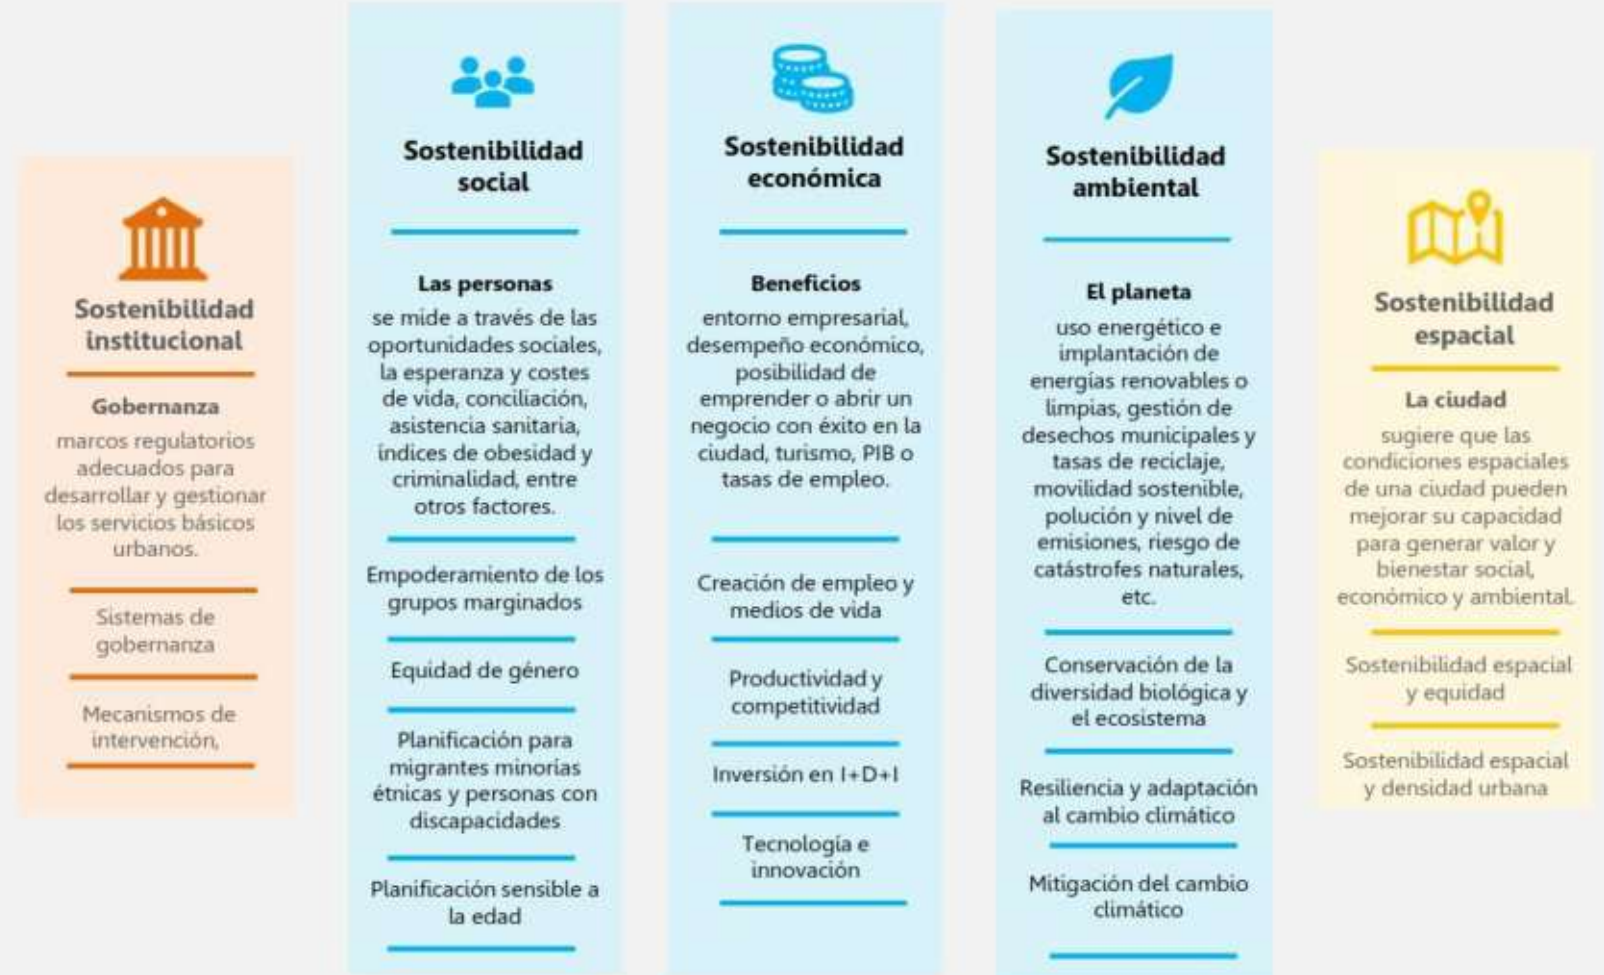 Sostenibilidad
institucional
Gobernanza
marcos regulatorios
adecuados para
desarrollar y gestionar
los servicios básicos
urbanos.
Sistemas de
gobernanza
Mecanismos de
intervención,
Sostenibilidad
social
Las personas
se mide a través de las
oportunidades sociales,
la esperanza y costes
de vida, conciliación,
asistencia sanitaria,
índices de obesidad y
criminalidad, entre
otros factores.
Empoderamiento de los
grupos marginados
Equidad de género
Planificación para
migrantes minorías
étnicas y personas con
discapacidades
Planificación sensible a
la edad
Sostenibilidad
económica
Beneficios
entorno empresarial,
desempeño económico,
posibilidad de
emprender o abrir un
negocio con éxito en la
ciudad, turismo, PIB o
tasas de empleo.
Creación de empleo y
medios de vida
Productividad y
competitividad
Inversión en I+D+I
Tecnología e
innovación
Sostenibilidad
ambiental
El planeta
uso energético e
implantación de
energías renovables o
limpias, gestión de
desechos municipales y
tasas de reciclaje,
movilidad sostenible,
polución y nivel de
emisiones, riesgo de
catástrofes naturales,
etc.
Conservación de la
diversidad biológica y
el ecosistema
Resiliencia y adaptación
al cambio climático
Mitigación del cambio
climático
Sostenibilidad
espacial
La ciudad
sugiere que las
condiciones espaciales
de una ciudad pueden
mejorar su capacidad
para generar valor y
bienestar social,
económico y ambiental.
Sostenibilidad espacial
y equidad
Sostenibilidad espacial
y densidad urbana